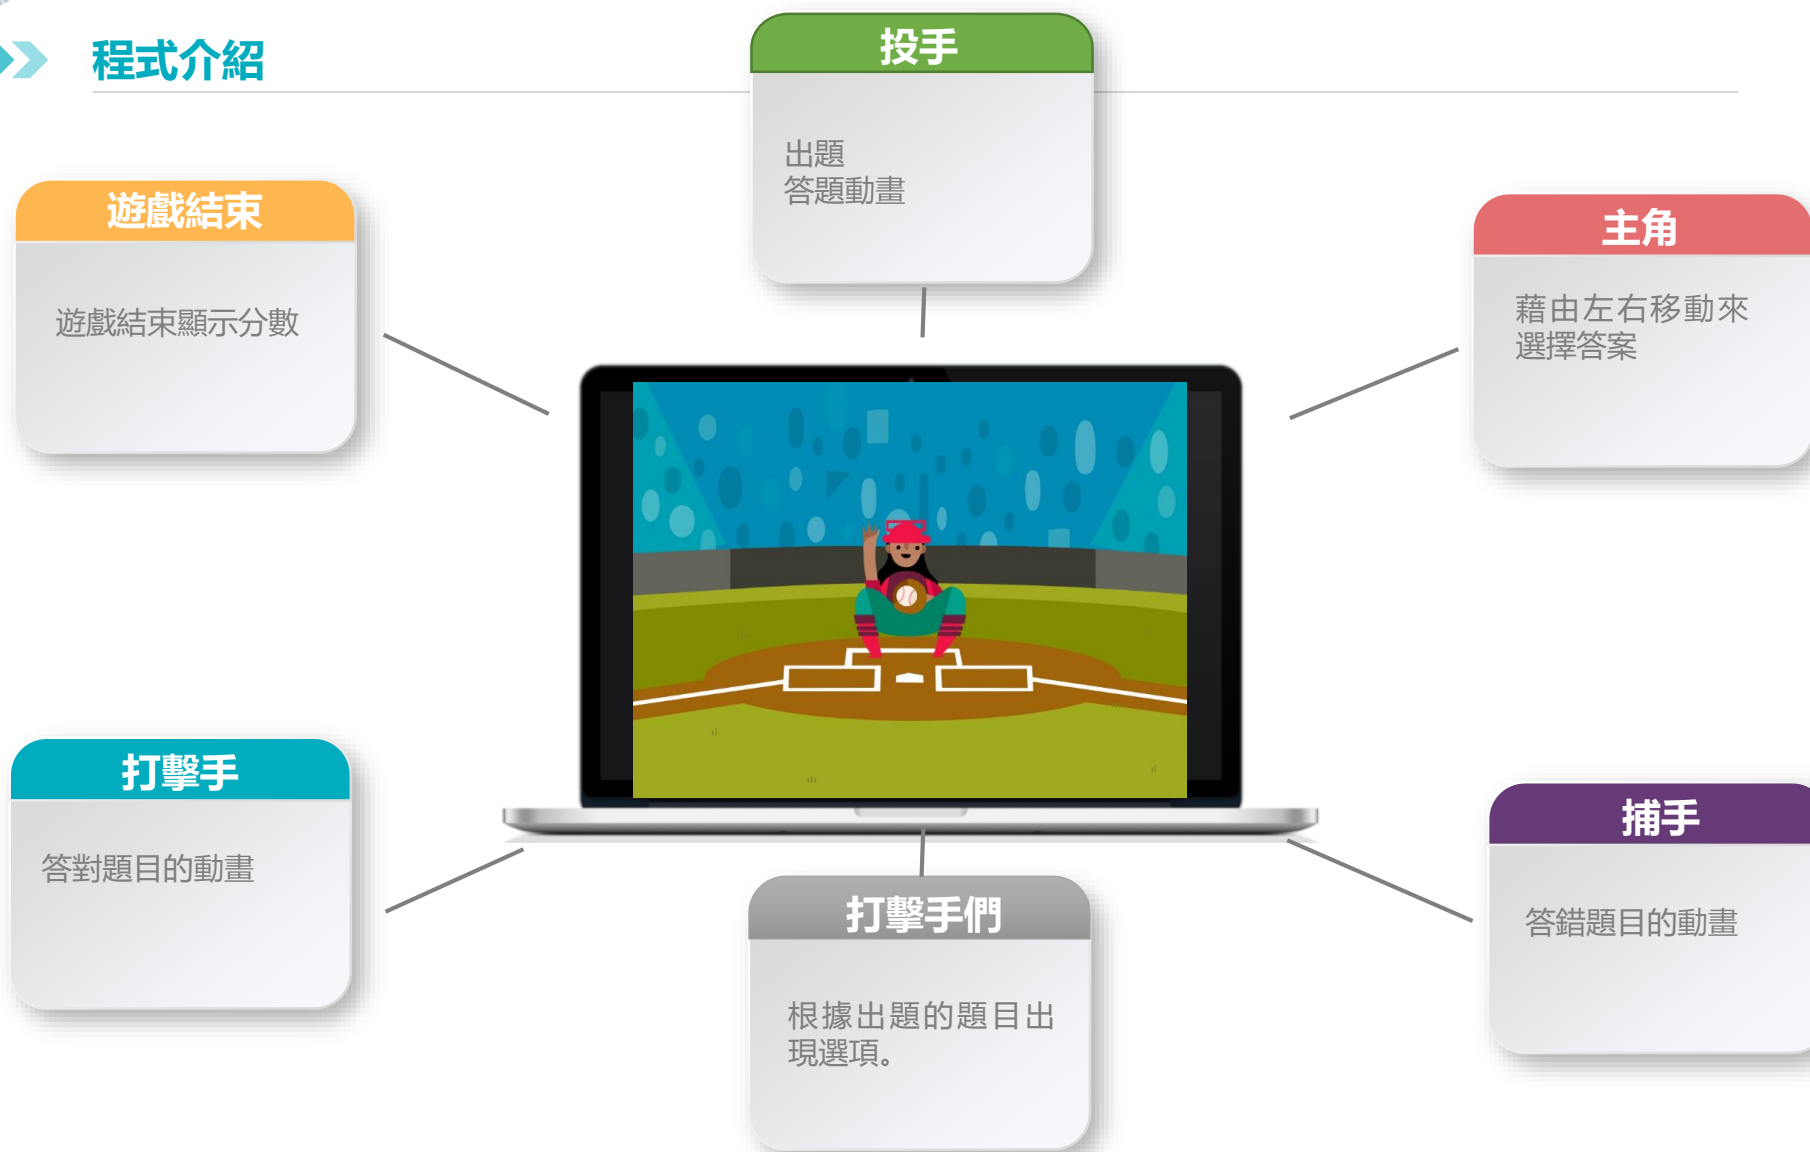 程式介紹
投手
出題
答題動畫
遊戲結束
遊戲結束顯示分數
主角
藉由左右移動來
選擇答案
打擊手
答對題目的動畫
打擊手們
根據出題的題目出
現選項。
捕手
答錯題目的動畫